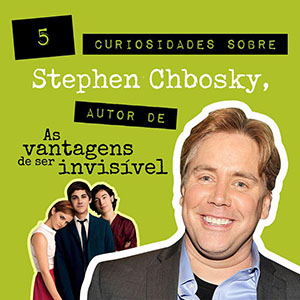 5
CURIOSIDADES SOBRE
Stephen Chbosky,
AUTOR DE
As
vantagens
de ser invisível